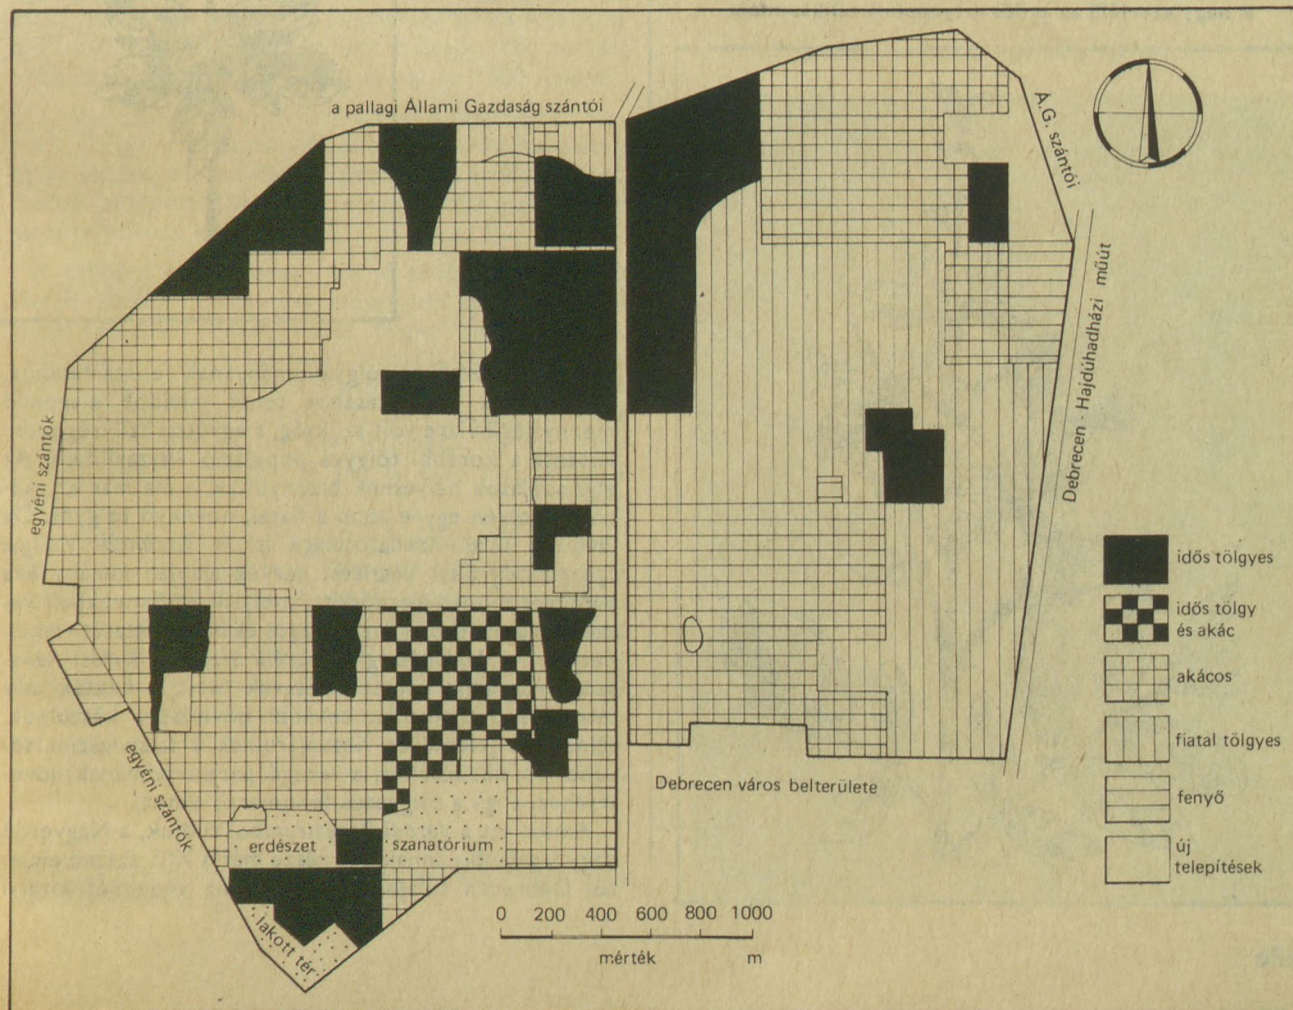 a pallagi Állami Gazdaság szántói
Á.G. szántói
egyéni szántók
Debrecen - Hajdúhadházi műút
idős tölgyes
idős tölgy
és akác
akácos
fiatal tölgyes
fenyő
új
telepítések
egyéni szántók
Debrecen város belterülete
erdészet
szanatórium
lakott tér
0 200 400 600 800 1000
mérték m